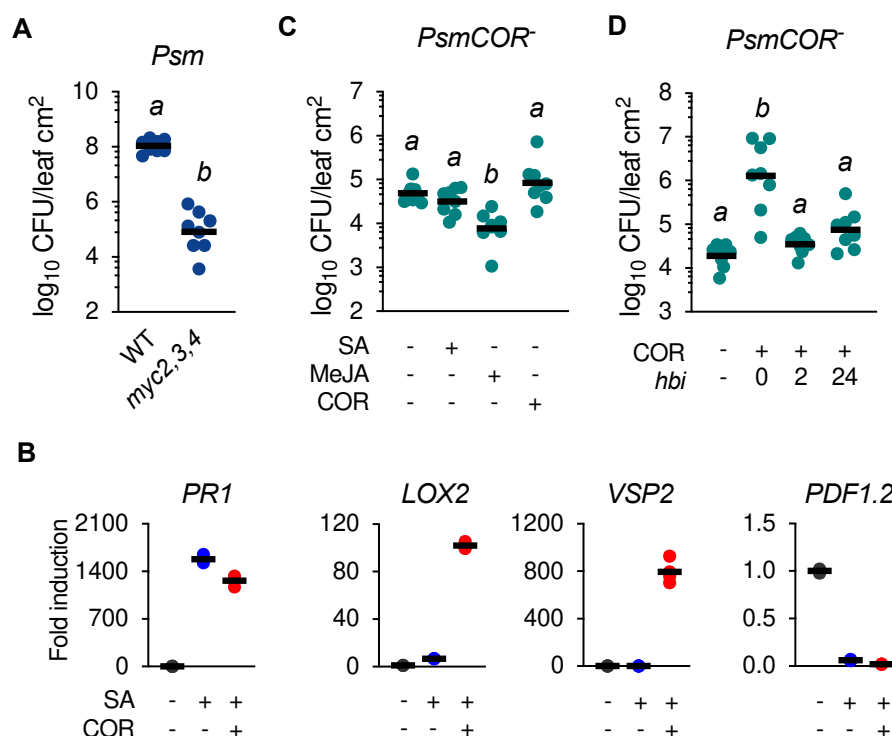 A
Psm
log10 CFU/leaf cm2
10
8
6
4
2
a
b
WT
myc2,3,4
C
PsmCOR-
log10 CFU/leaf cm2
7
6
5
4
3
2
a
a
b
a
SA - + - -
MeJA - - + -
COR - - - +
D
PsmCOR-
log10 CFU/leaf cm2
8
7
6
5
4
3
a
b
a
a
COR - + + +
hbi - 0 2 24
B
PR1
Fold induction
2100
1400
700
0
SA - + +
COR - - +
LOX2
120
80
40
0
- + +
- - +
VSP2
1200
800
400
0
- + +
- - +
PDF1.2
1.5
1.0
0.5
0.0
- + +
- - +